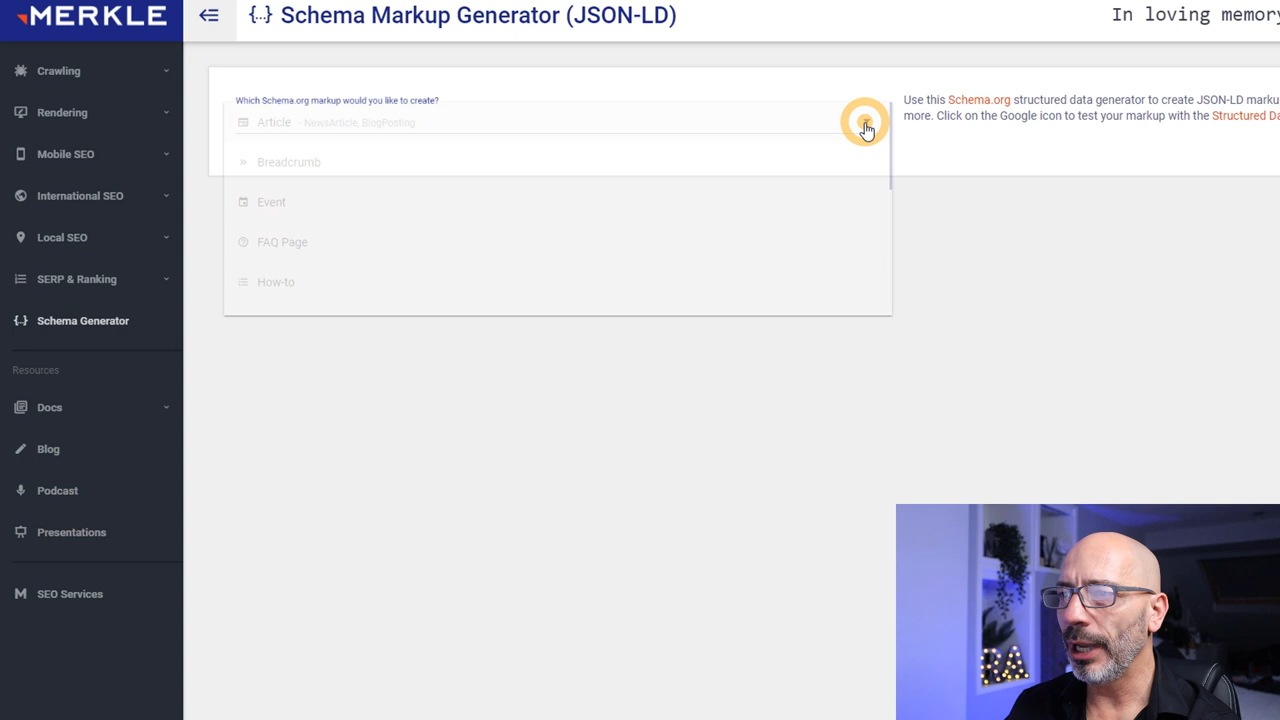 MERKLE
{...} Schema Markup Generator (JSON-LD)
In loving memory
Crawling
Rendering
Mobile SEO
International SEO
Local SEO
SERP & Ranking
{..} Schema Generator
Resources
Docs
Blog
Podcast
Presentations
M SEO Services
Which Schema.org markup would you like to create?
Article - NewsArticle, BlogPosting
» Breadcrumb
Event
FAQ Page
How-to
Use this Schema.org structured data generator to create JSON-LD marku
more. Click on the Google icon to test your markup with the Structured Da
RA